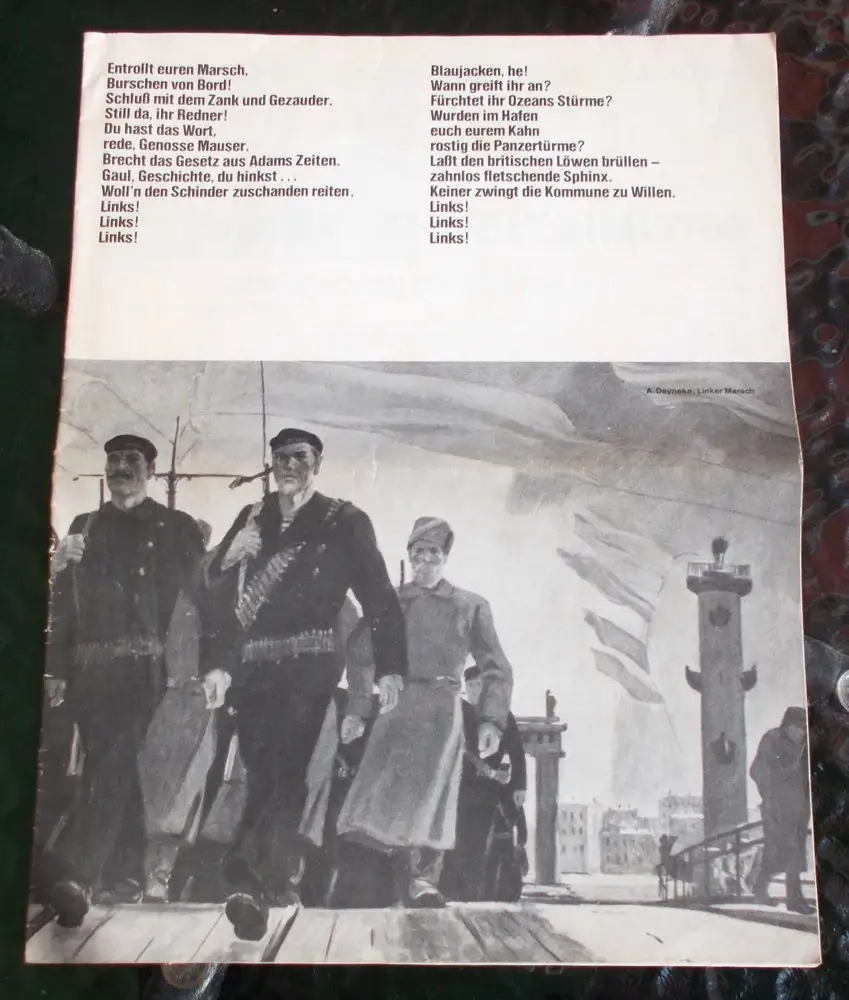 Entrollt euren Marsch,
Burschen von Bord!
Schluß mit dem Zank und Gezauder.
Still da, ihr Redner!
Du hast das Wort,
rede, Genosse Mauser.
Brecht das Gesetz aus Adams Zeiten.
Gaul, Geschichte, du hinkst...
Woll'n den Schinder zuschanden reiten.
Links!
Links!
Links!
Blaujacken, he!
Wann greift ihr an?
Fürchtet ihr Ozeans Stürme?
Wurden im Hafen
euch eurem Kahn
rostig die Panzertürme?
Laßt den britischen Löwen brüllen –
zahnlos fletschende Sphinx.
Keiner zwingt die Kommune zu Willen.
Links!
Links!
Links!
A. Deyneka: Linker Marsch